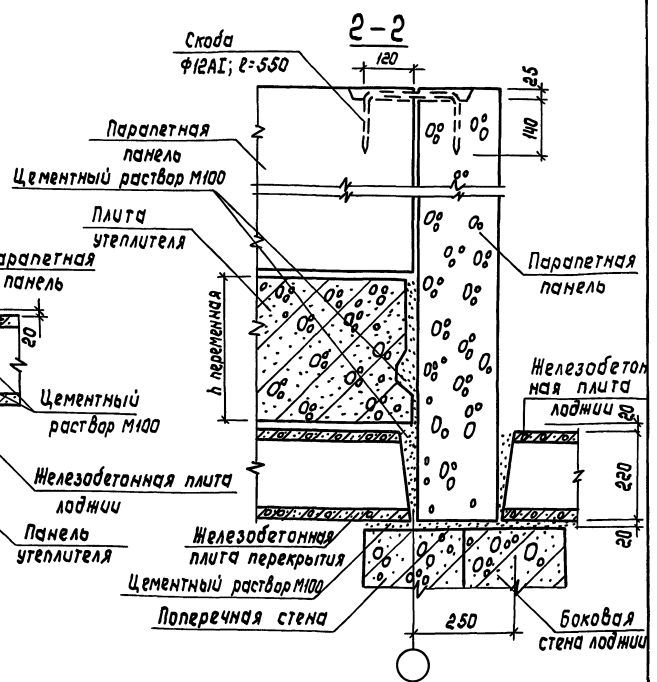 2-2
Скоба
Ф12АI; ℓ=550
120
25
140
Парапетная
панель
Цементный раствор М100
Плита
утеплителя
арапетная
панель
20
h переменная
Парапетная
панель
Железобетон
ная плита
лоджии
20
Цементный
раствор М100
220
Железобетонная плита
лоджии
Панель
утеплителя
Железобетонная
плита перекрытия
20
Цементный раствор М100
Поперечная стена
250
Боковая
стена лоджии